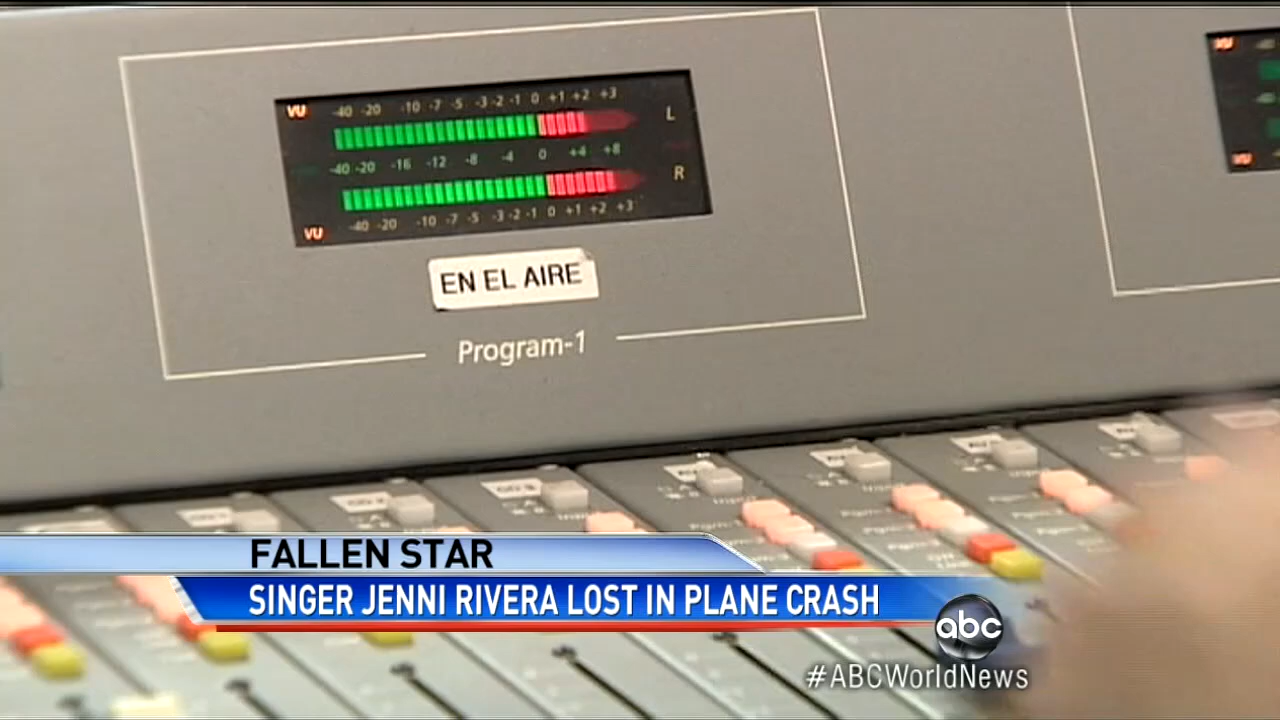 VU -40 -20 -10 -7 -5 -3 -2 -1 0 +1 +2 +3
L
-40 -20 -16 -12 -8 -4 0 +4 +8
R
VU -40 -20 -10 -7 -5 -3 -2 -1 0 +1 +2 +3
VU
VU
EN EL AIRE
Program-1
FALLEN STAR
SINGER JENNI RIVERA LOST IN PLANE CRASH
abc
#ABCWorldNews